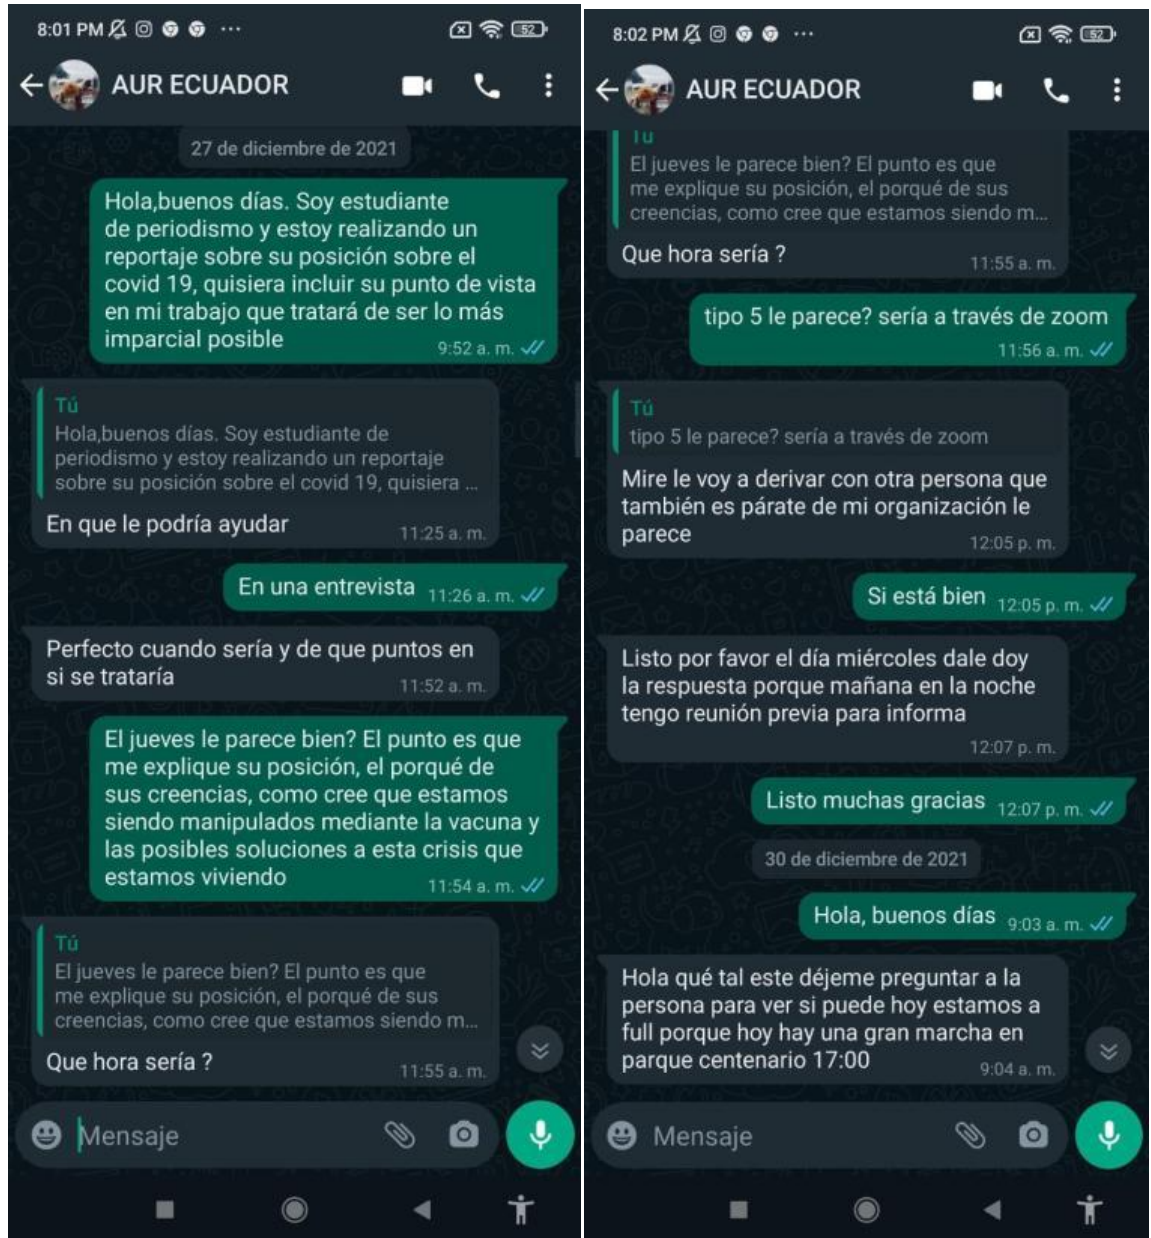 8:01 PM ...
52
AUR ECUADOR
27 de diciembre de 2021
Hola,buenos días. Soy estudiante
de periodismo y estoy realizando un
reportaje sobre su posición sobre el
covid 19, quisiera incluir su punto de vista
en mi trabajo que tratará de ser lo más
imparcial posible
9:52 a. m.
Tú
Hola,buenos días. Soy estudiante de
periodismo y estoy realizando un reportaje
sobre su posición sobre el covid 19, quisiera ...
En que le podría ayudar
11:25 a. m.
En una entrevista
11:26 a. m.
Perfecto cuando sería y de que puntos en
si se trataría
11:52 a. m.
El jueves le parece bien? El punto es que
me explique su posición, el porqué de
sus creencias, como cree que estamos
siendo manipulados mediante la vacuna y
las posibles soluciones a esta crisis que
estamos viviendo
11:54 a. m.
Tú
El jueves le parece bien? El punto es que
me explique su posición, el porqué de sus
creencias, como cree que estamos siendo m...
Que hora sería ?
11:55 a. m.
Mensaje
8:02 PM ...
52
AUR ECUADOR
Tú
El jueves le parece bien? El punto es que
me explique su posición, el porqué de sus
creencias, como cree que estamos siendo m...
Que hora sería ?
11:55 a. m.
tipo 5 le parece? sería a través de zoom
11:56 a. m.
Tú
tipo 5 le parece? sería a través de zoom
Mire le voy a derivar con otra persona que
también es párate de mi organización le
parece
12:05 p. m.
Si está bien
12:05 p. m.
Listo por favor el día miércoles dale doy
la respuesta porque mañana en la noche
tengo reunión previa para informa
12:07 p. m.
Listo muchas gracias
12:07 p. m.
30 de diciembre de 2021
Hola, buenos días
9:03 a. m.
Hola qué tal este déjeme preguntar a la
persona para ver si puede hoy estamos a
full porque hoy hay una gran marcha en
parque centenario 17:00
9:04 a. m.
Mensaje